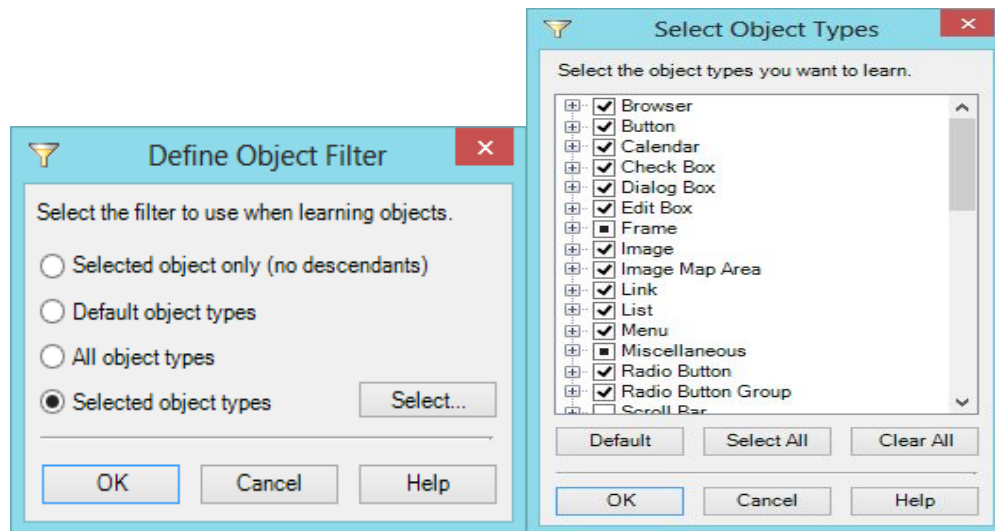 Define Object Filter
Select the filter to use when learning objects.
Selected object only (no descendants)
Default object types
All object types
Selected object types
Select...
OK
Cancel
Help
Select Object Types
Select the object types you want to learn.
Browser
Button
Calendar
Check Box
Dialog Box
Edit Box
Frame
Image
Image Map Area
Link
List
Menu
Miscellaneous
Radio Button
Radio Button Group
Scroll Bar
Default
Select All
Clear All
OK
Cancel
Help